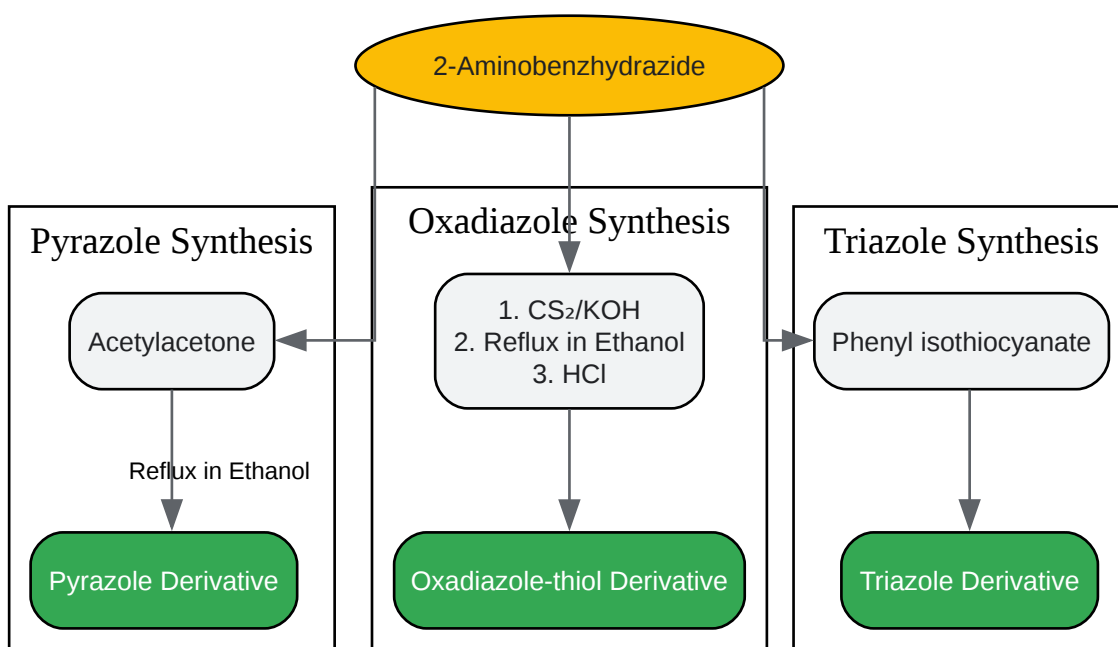 2-Aminobenzhydrazide
Pyrazole Synthesis
Acetylacetone
Reflux in Ethanol
Pyrazole Derivative
Oxadiazole Synthesis
1. CS₂/KOH
2. Reflux in Ethanol
3. HCl
Oxadiazole-thiol Derivative
Triazole Synthesis
Phenyl isothiocyanate
Triazole Derivative